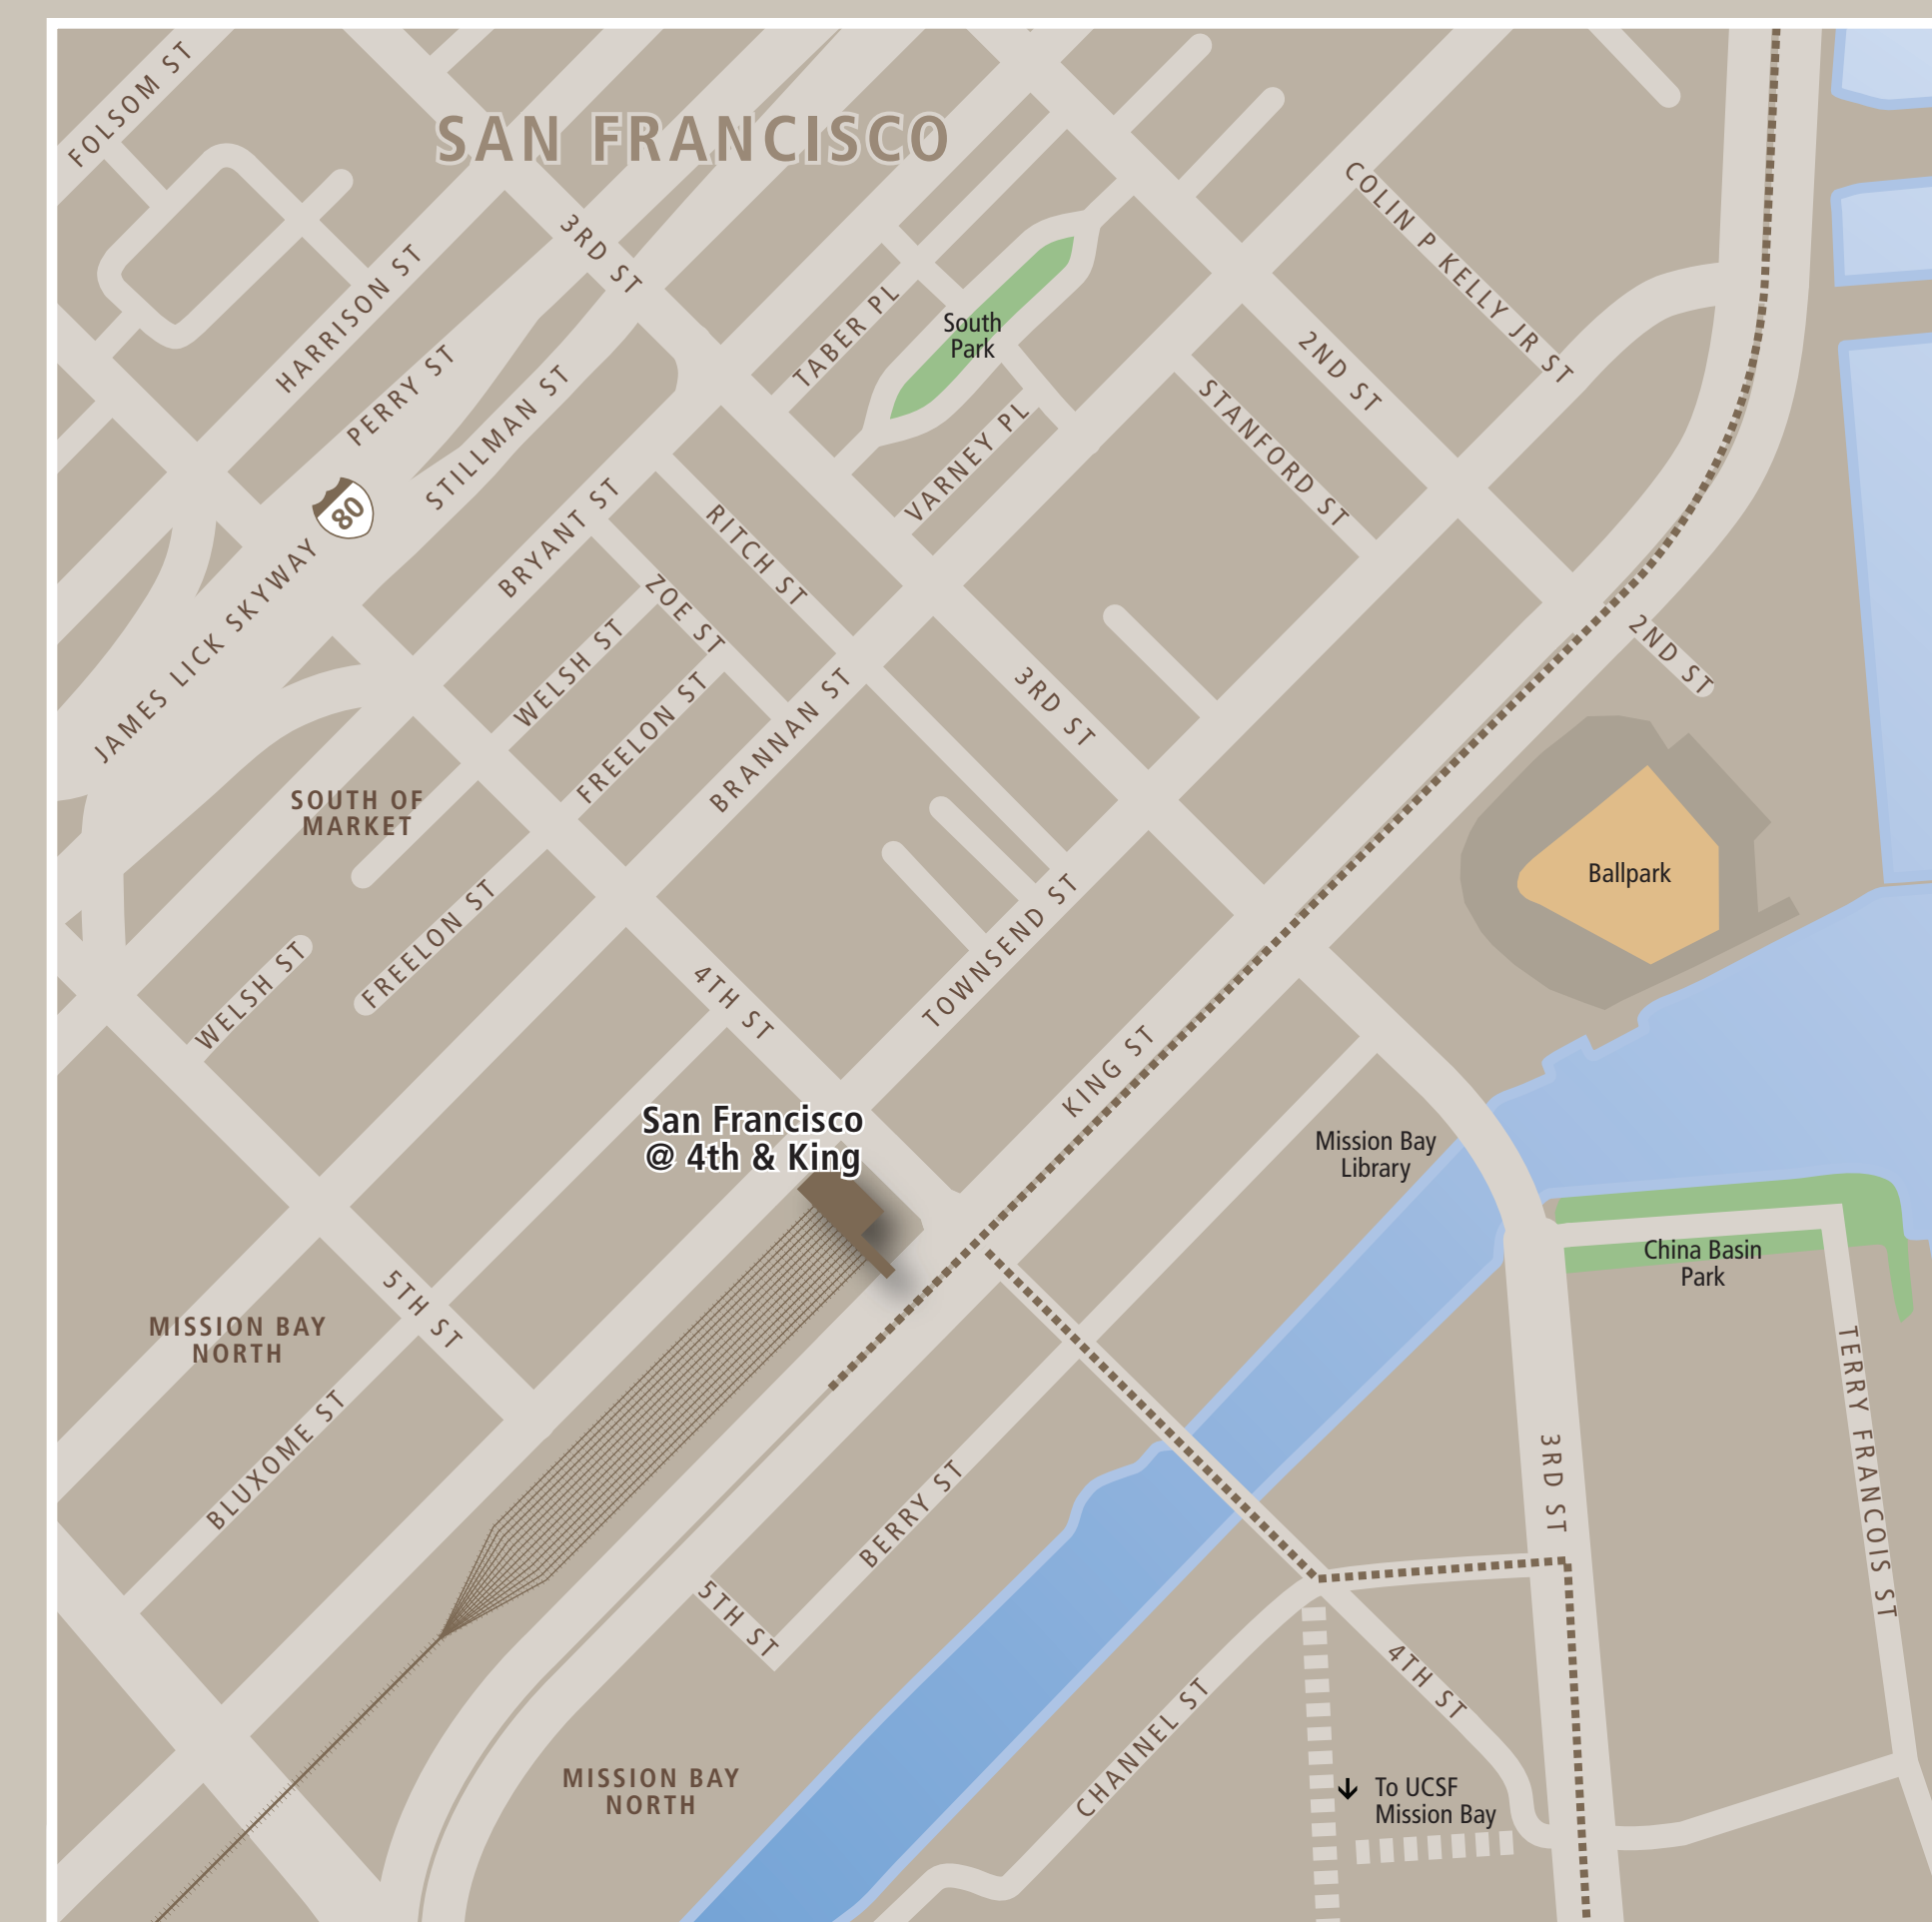 FOLSOM ST
SAN FRANCISCO
COLIN P KELLY JR ST
3RD ST
HARRISON ST
TABER PL
South
Park
PERRY ST
2ND ST
STILLMAN ST
STANFORD ST
VARNEY PL
80
BRYANT ST
RITCH ST
JAMES LICK SKYWAY
ZOE ST
WELSH ST
2ND ST
FREELON ST
BRANNAN ST
3RD ST
SOUTH OF
MARKET
Ballpark
FREELON ST
TOWNSEND ST
WELSH ST
4TH ST
KING ST
San Francisco
@ 4th & King
Mission Bay
Library
China Basin
Park
5TH ST
MISSION BAY
NORTH
TERRY FRANCOIS ST
BLUXOME ST
3RD ST
BERRY ST
5TH ST
4TH ST
CHANNEL ST
MISSION BAY
NORTH
To UCSF
Mission Bay